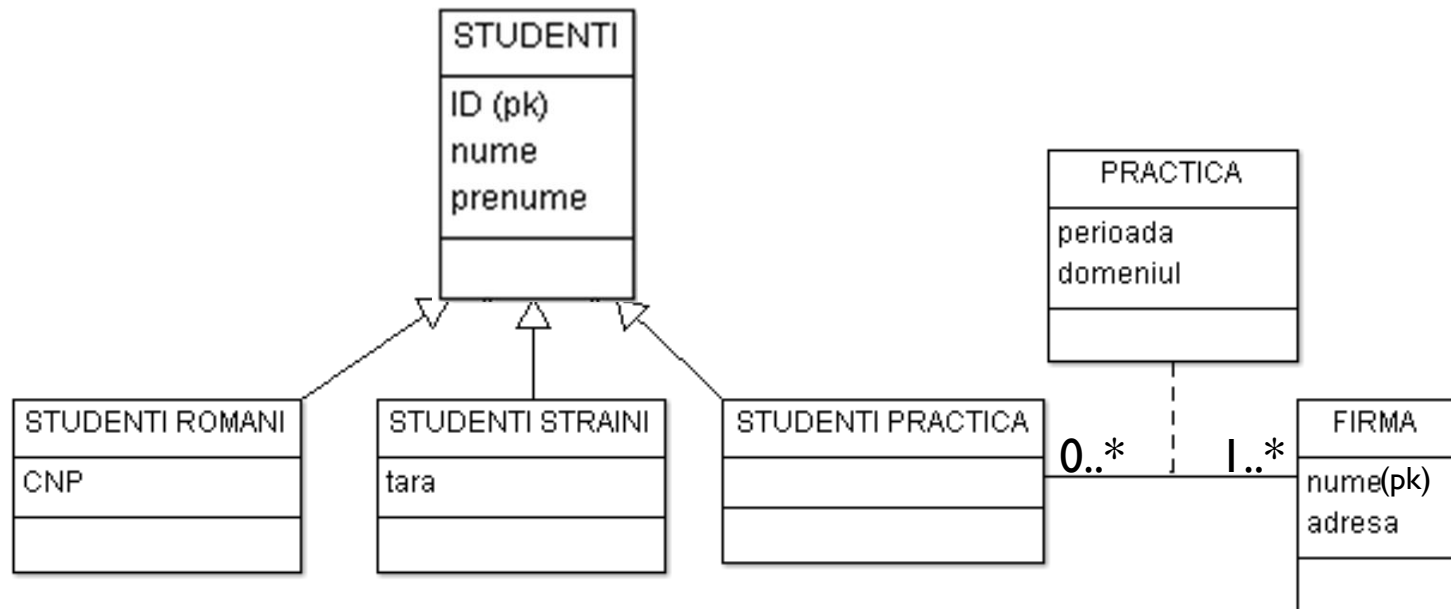 STUDENTI
ID (pk)
nume
prenume
PRACTICA
perioada
domeniul
STUDENTI ROMANI
CNP
STUDENTI STRAINI
tara
STUDENTI PRACTICA
0..*
1..*
FIRMA
nume(pk)
adresa